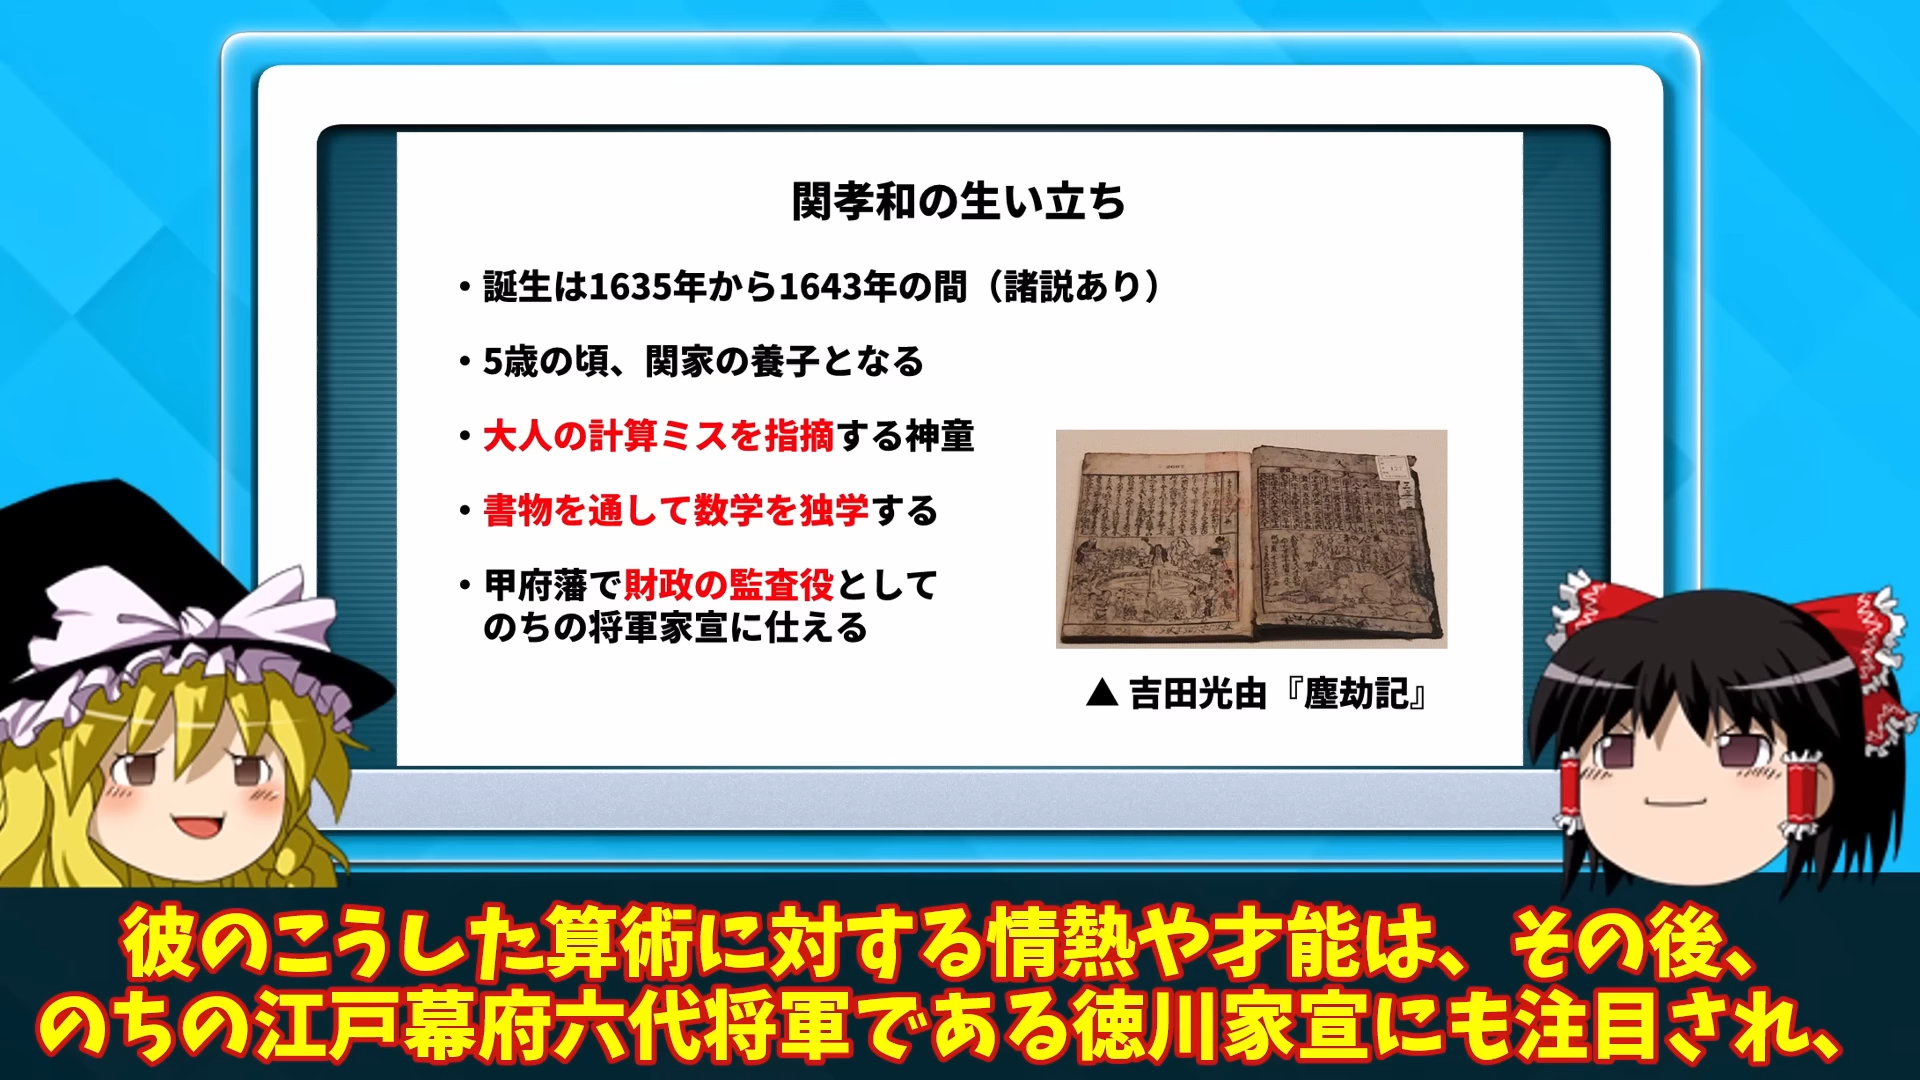 関孝和の生い立ち
・誕生は1635年から1643年の間（諸説あり）
・5歳の頃、関家の養子となる
・大人の計算ミスを指摘する神童
・書物を通して数学を独学する
・甲府藩で財政の監査役として
のちの将軍家宣に仕える
▲ 吉田光由『塵劫記』
彼のこうした算術に対する情熱や才能は、その後、
のちの江戸幕府六代将軍である徳川家宣にも注目され、